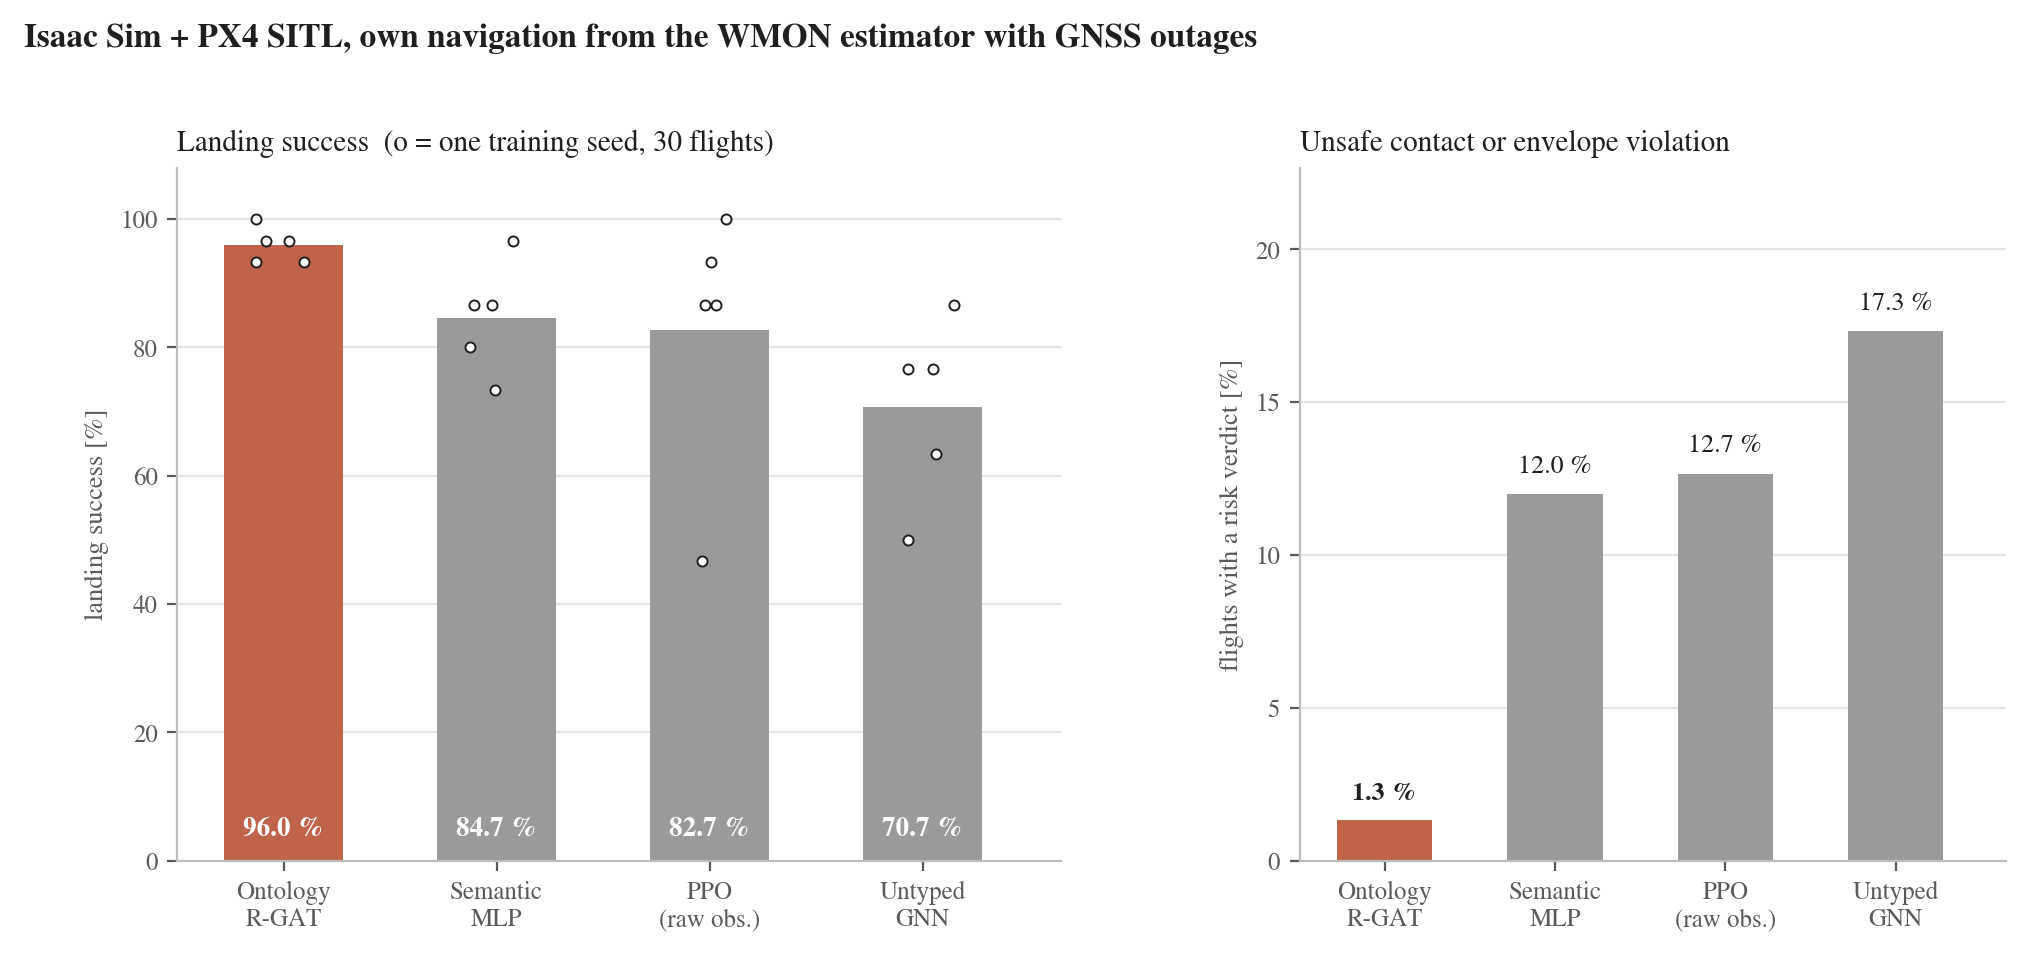 Isaac Sim + PX4 SITL, own navigation from the WMON estimator with GNSS outages
Landing success (o = one training seed, 30 flights)
landing success [%]
100
80
60
40
20
0
96.0 %
84.7 %
82.7 %
70.7 %
Ontology
R-GAT
Semantic
MLP
PPO
(raw obs.)
Untyped
GNN
Unsafe contact or envelope violation
flights with a risk verdict [%]
20
15
10
5
0
1.3 %
12.0 %
12.7 %
17.3 %
Ontology
R-GAT
Semantic
MLP
PPO
(raw obs.)
Untyped
GNN